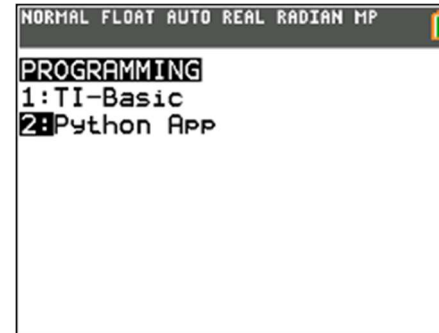 NORMAL FLOAT AUTO REAL RADIAN MP
PROGRAMMING
1:TI-Basic
2:Python App